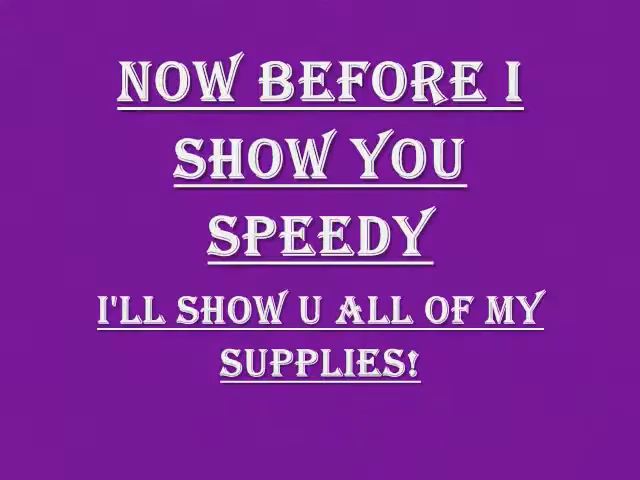 NOW BEFORE I
SHOW YOU
SPEEDY
I'LL SHOW U ALL OF MY
SUPPLIES!